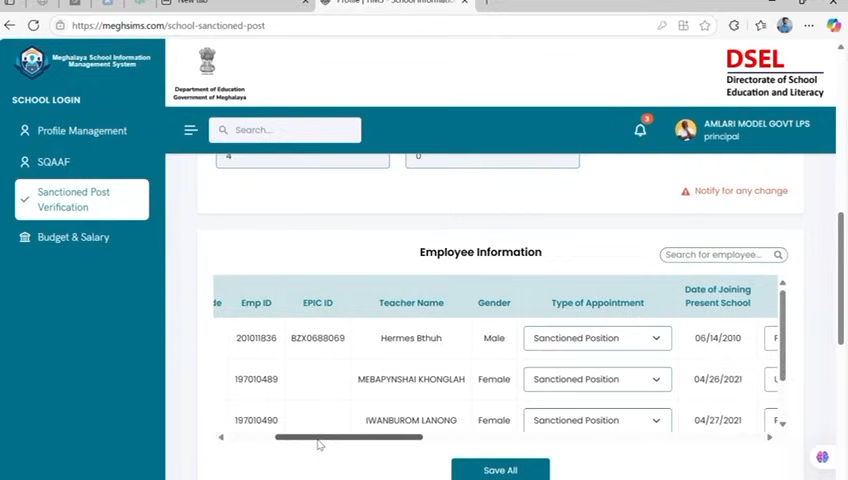 New tab
https://meghsims.com/school-sanctioned-post
Meghalaya School Information
Management System
Department of Education
Government of Meghalaya
DSEL
Directorate of School
Education and Literacy
SCHOOL LOGIN
Profile Management
SQAAF
Sanctioned Post
Verification
Budget & Salary
Search...
3
AMLARI MODEL GOVT LPS
principal
4 0
Notify for any change
Employee Information
Search for employee...
Emp ID EPIC ID Teacher Name Gender Type of Appointment Date of Joining
Present School
201011836 BZX0688069 Hermes Bthuh Male Sanctioned Position 06/14/2010
197010489 MEBAPYNSHAI KHONGLAH Female Sanctioned Position 04/26/2021
197010490 IWANBUROM LANONG Female Sanctioned Position 04/27/2021
Save All